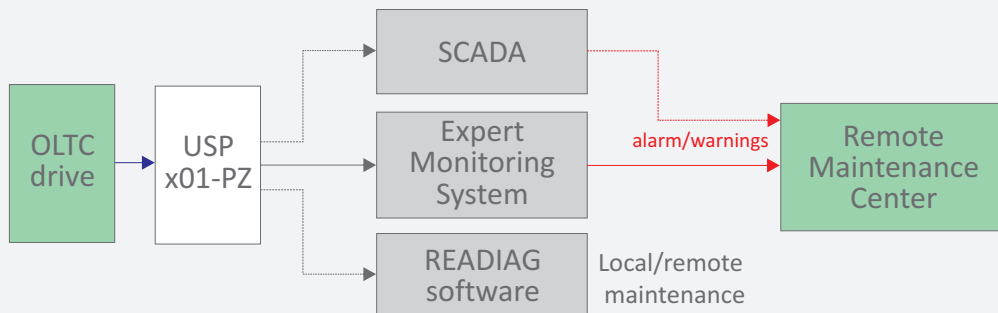 SCADA
OLTC
drive
USP
x01-PZ
Expert
Monitoring
System
alarm/warnings
Remote
Maintenance
Center
READIAG
software
Local/remote
maintenance